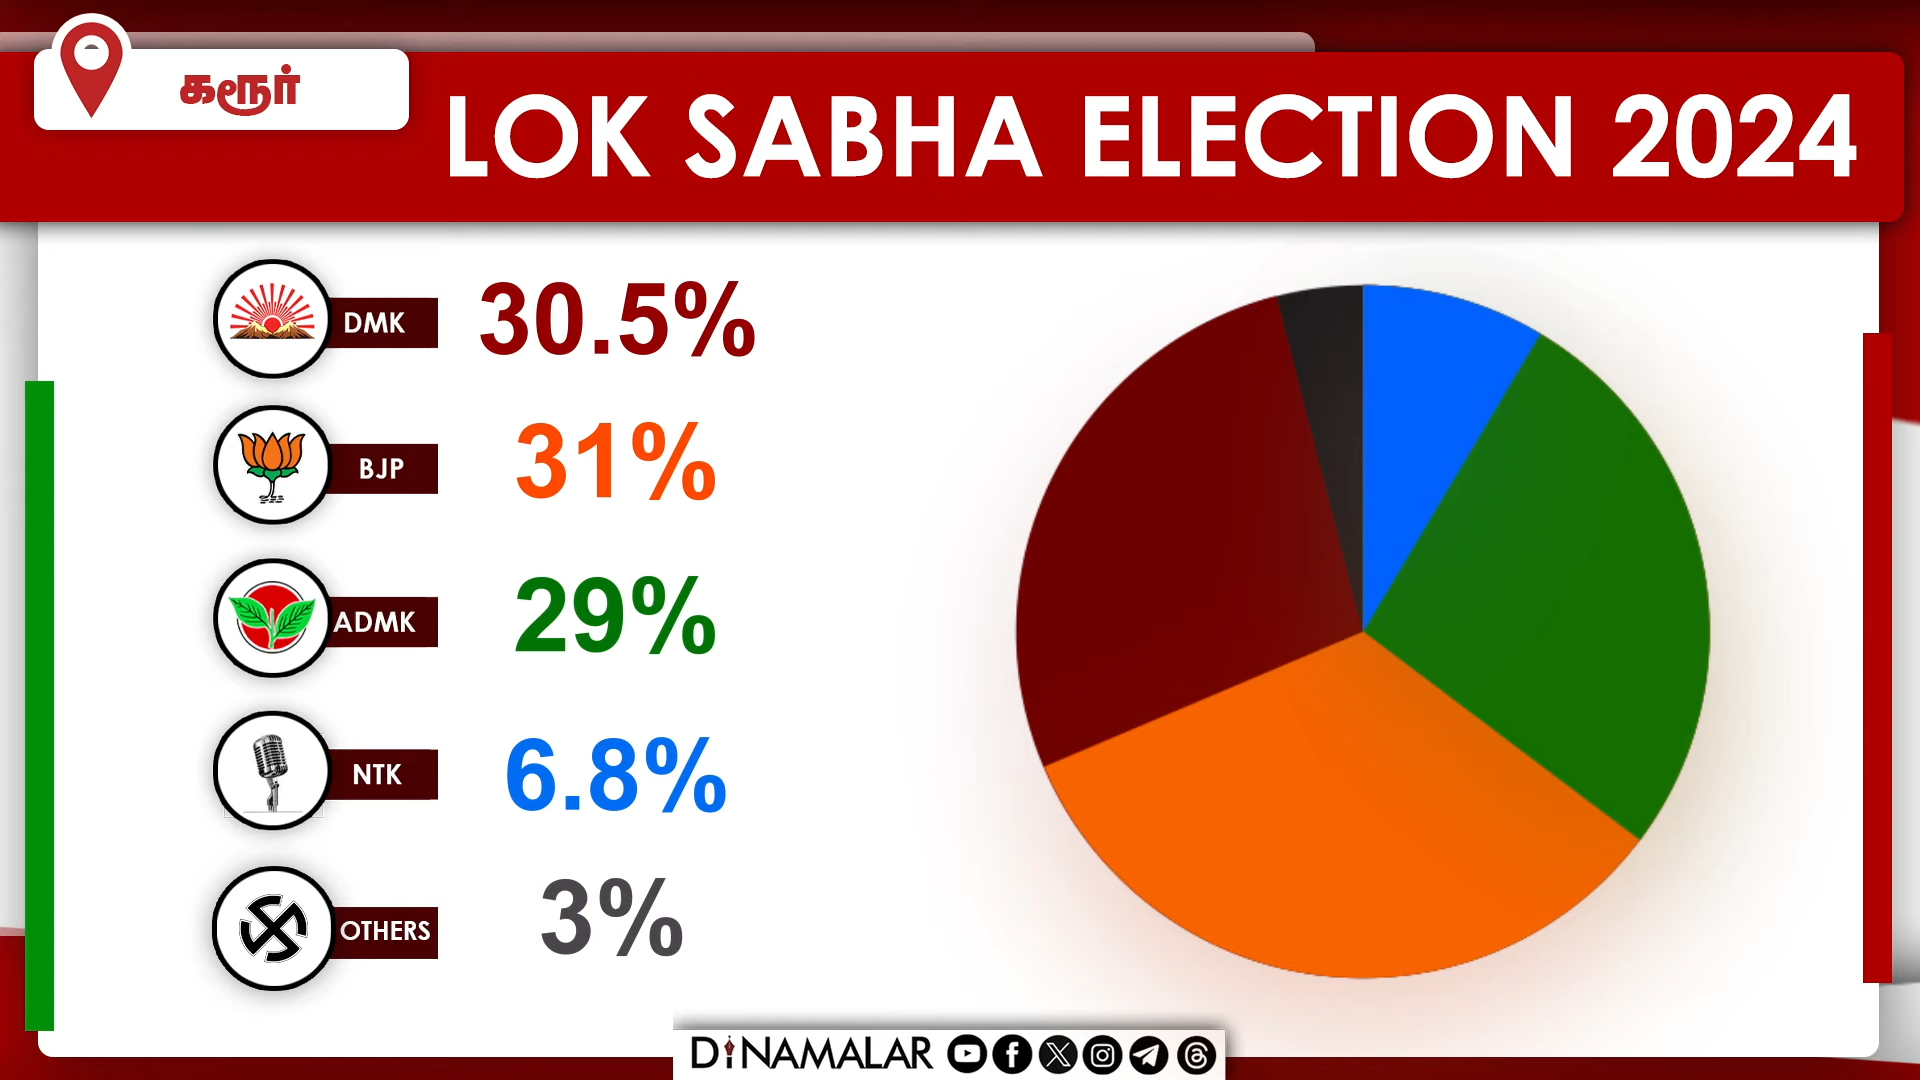 கரூர்
LOK SABHA ELECTION 2024
DMK 30.5%
BJP 31%
ADMK 29%
NTK 6.8%
OTHERS 3%
DiNAMALAR